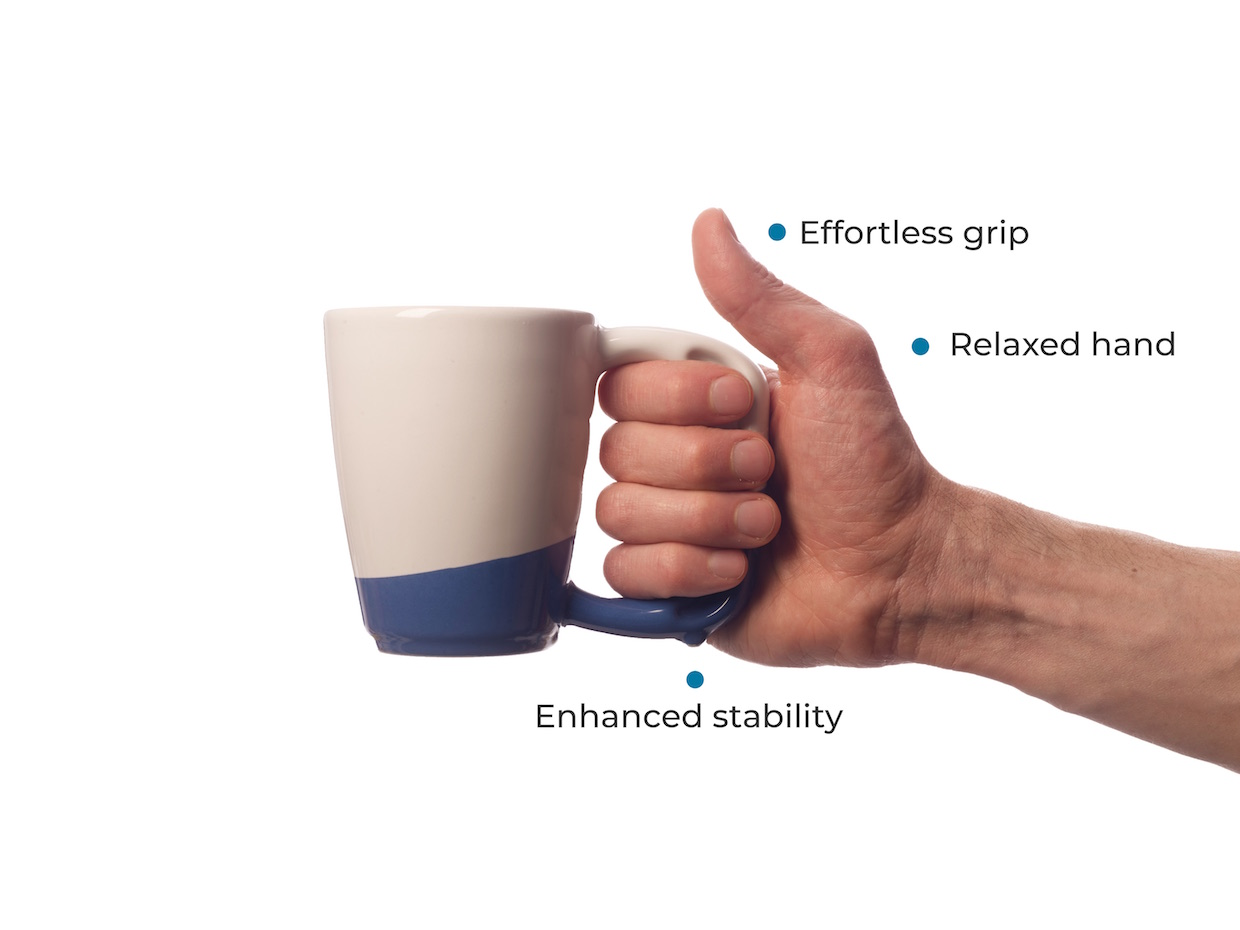 Effortless grip
Relaxed hand
Enhanced stability